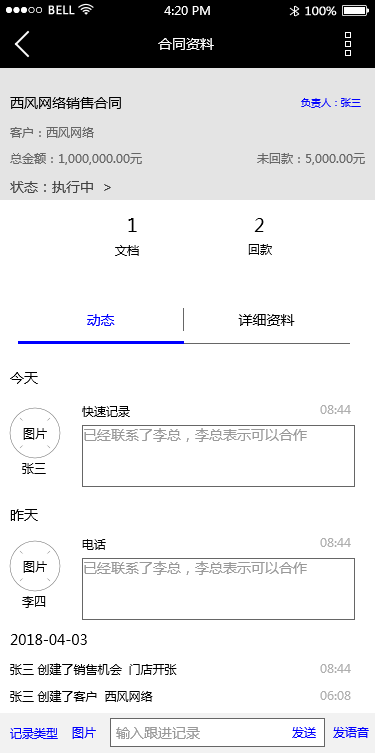 BELL 4:20 PM 100%
合同资料
西风网络销售合同 负责人：张三
客户：西风网络
总金额：1,000,000.00元 未回款：5,000.00元
状态：执行中 >
1 2
文档 回款
动态 详细资料
今天
快速记录 08:44
图片 已经联系了李总，李总表示可以合作
张三
昨天
电话 08:44
图片 已经联系了李总，李总表示可以合作
李四
2018-04-03
张三 创建了销售机会 门店开张 08:44
张三 创建了客户 西风网络 06:08
记录类型 图片 输入跟进记录 发送 发语音